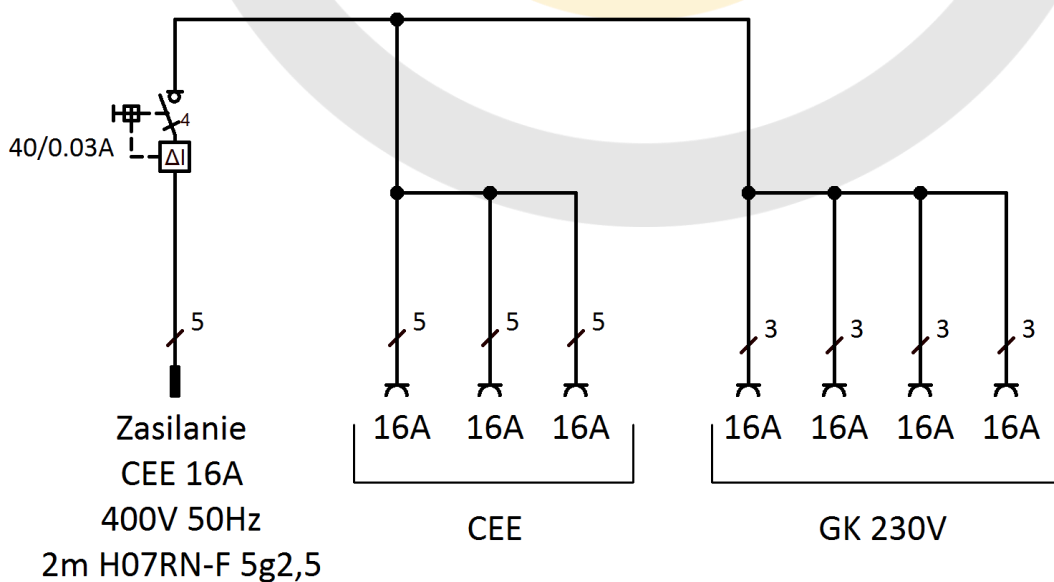 4
40/0.03A
ΔI
5
5
5
5
3
3
3
3
Zasilanie
CEE 16A
400V 50Hz
2m H07RN-F 5g2,5
16A
16A
16A
CEE
16A
16A
16A
16A
GK 230V